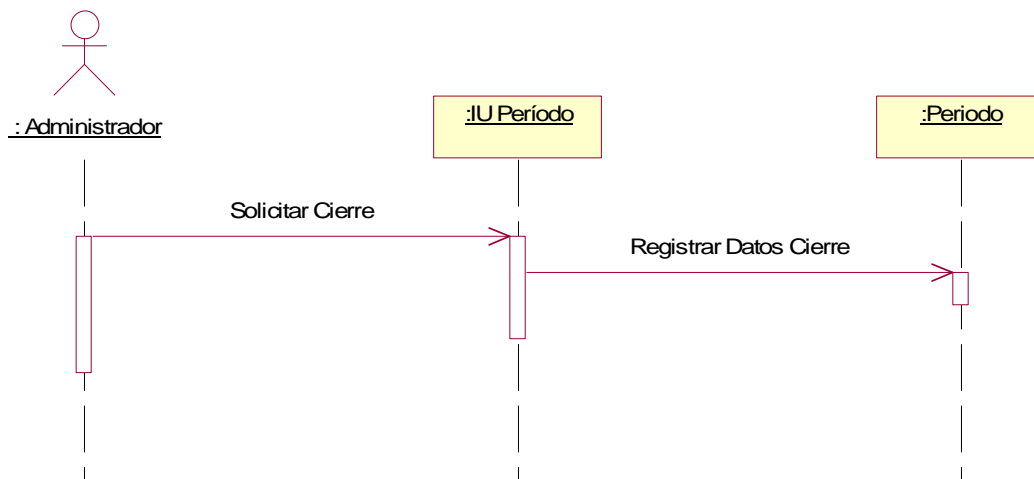 : Administrador
:IU Período
:Periodo
Solicitar Cierre
Registrar Datos Cierre